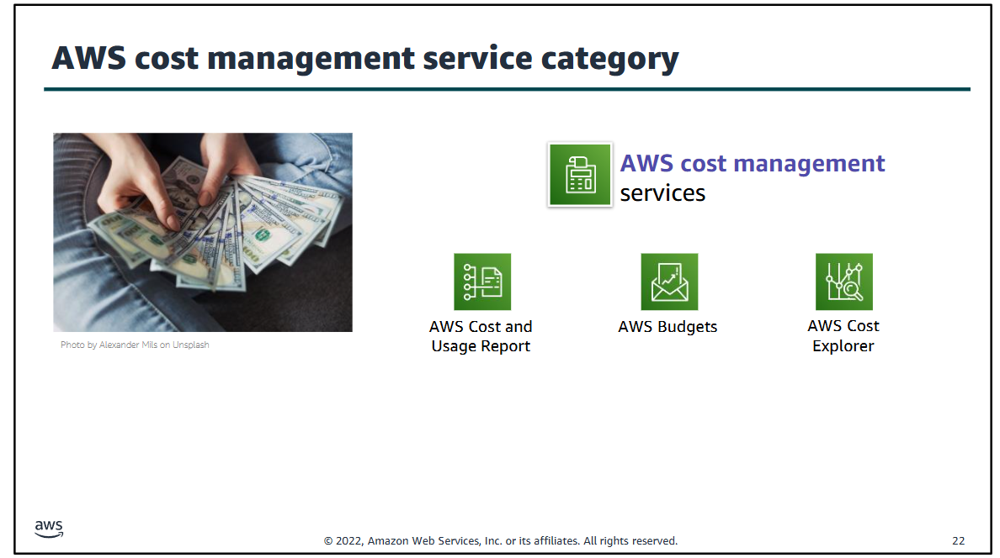 AWS cost management service category
AWS cost management
services
AWS Cost and
Usage Report
AWS Budgets
AWS Cost
Explorer
Photo by Alexander Mils on Unsplash
aws
© 2022, Amazon Web Services, Inc. or its affiliates. All rights reserved.
22